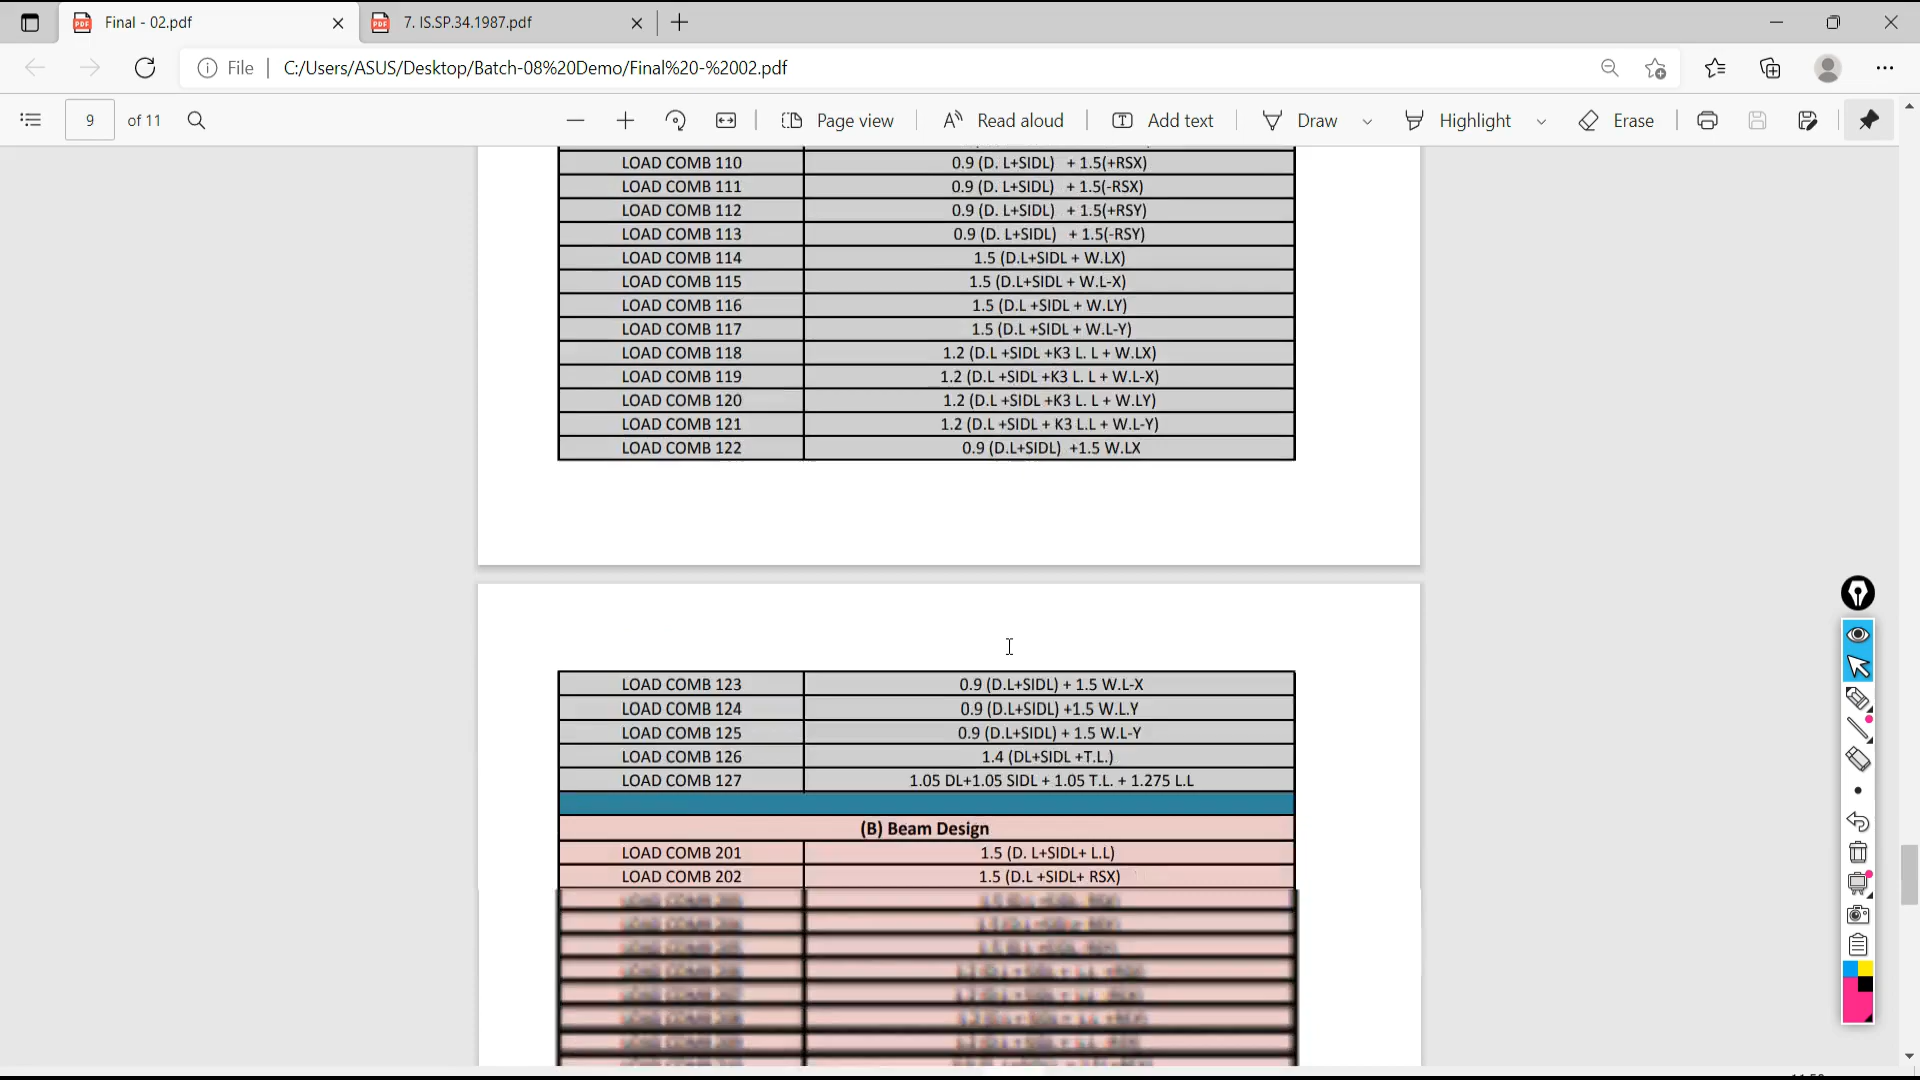 Final - 02.pdf
7. IS.SP.34.1987.pdf
File | C:/Users/ASUS/Desktop/Batch-08%20Demo/Final%20-%2002.pdf
9 of 11
Page view
Read aloud
Add text
Draw
Highlight
Erase
LOAD COMB 110 0.9 (D. L+SIDL) + 1.5(+RSX)
LOAD COMB 111 0.9 (D. L+SIDL) + 1.5(-RSX)
LOAD COMB 112 0.9 (D. L+SIDL) + 1.5(+RSY)
LOAD COMB 113 0.9 (D. L+SIDL) + 1.5(-RSY)
LOAD COMB 114 1.5 (D.L+SIDL + W.LX)
LOAD COMB 115 1.5 (D.L+SIDL + W.L-X)
LOAD COMB 116 1.5 (D.L +SIDL + W.LY)
LOAD COMB 117 1.5 (D.L +SIDL + W.L-Y)
LOAD COMB 118 1.2 (D.L +SIDL +K3 L. L + W.LX)
LOAD COMB 119 1.2 (D.L +SIDL +K3 L. L + W.L-X)
LOAD COMB 120 1.2 (D.L +SIDL +K3 L. L + W.LY)
LOAD COMB 121 1.2 (D.L +SIDL + K3 L.L + W.L-Y)
LOAD COMB 122 0.9 (D.L+SIDL) +1.5 W.LX
LOAD COMB 123 0.9 (D.L+SIDL) + 1.5 W.L-X
LOAD COMB 124 0.9 (D.L+SIDL) +1.5 W.L.Y
LOAD COMB 125 0.9 (D.L+SIDL) + 1.5 W.L-Y
LOAD COMB 126 1.4 (DL+SIDL +T.L.)
LOAD COMB 127 1.05 DL+1.05 SIDL + 1.05 T.L. + 1.275 L.L
(B) Beam Design
LOAD COMB 201 1.5 (D. L+SIDL+ L.L)
LOAD COMB 202 1.5 (D.L +SIDL+ RSX)